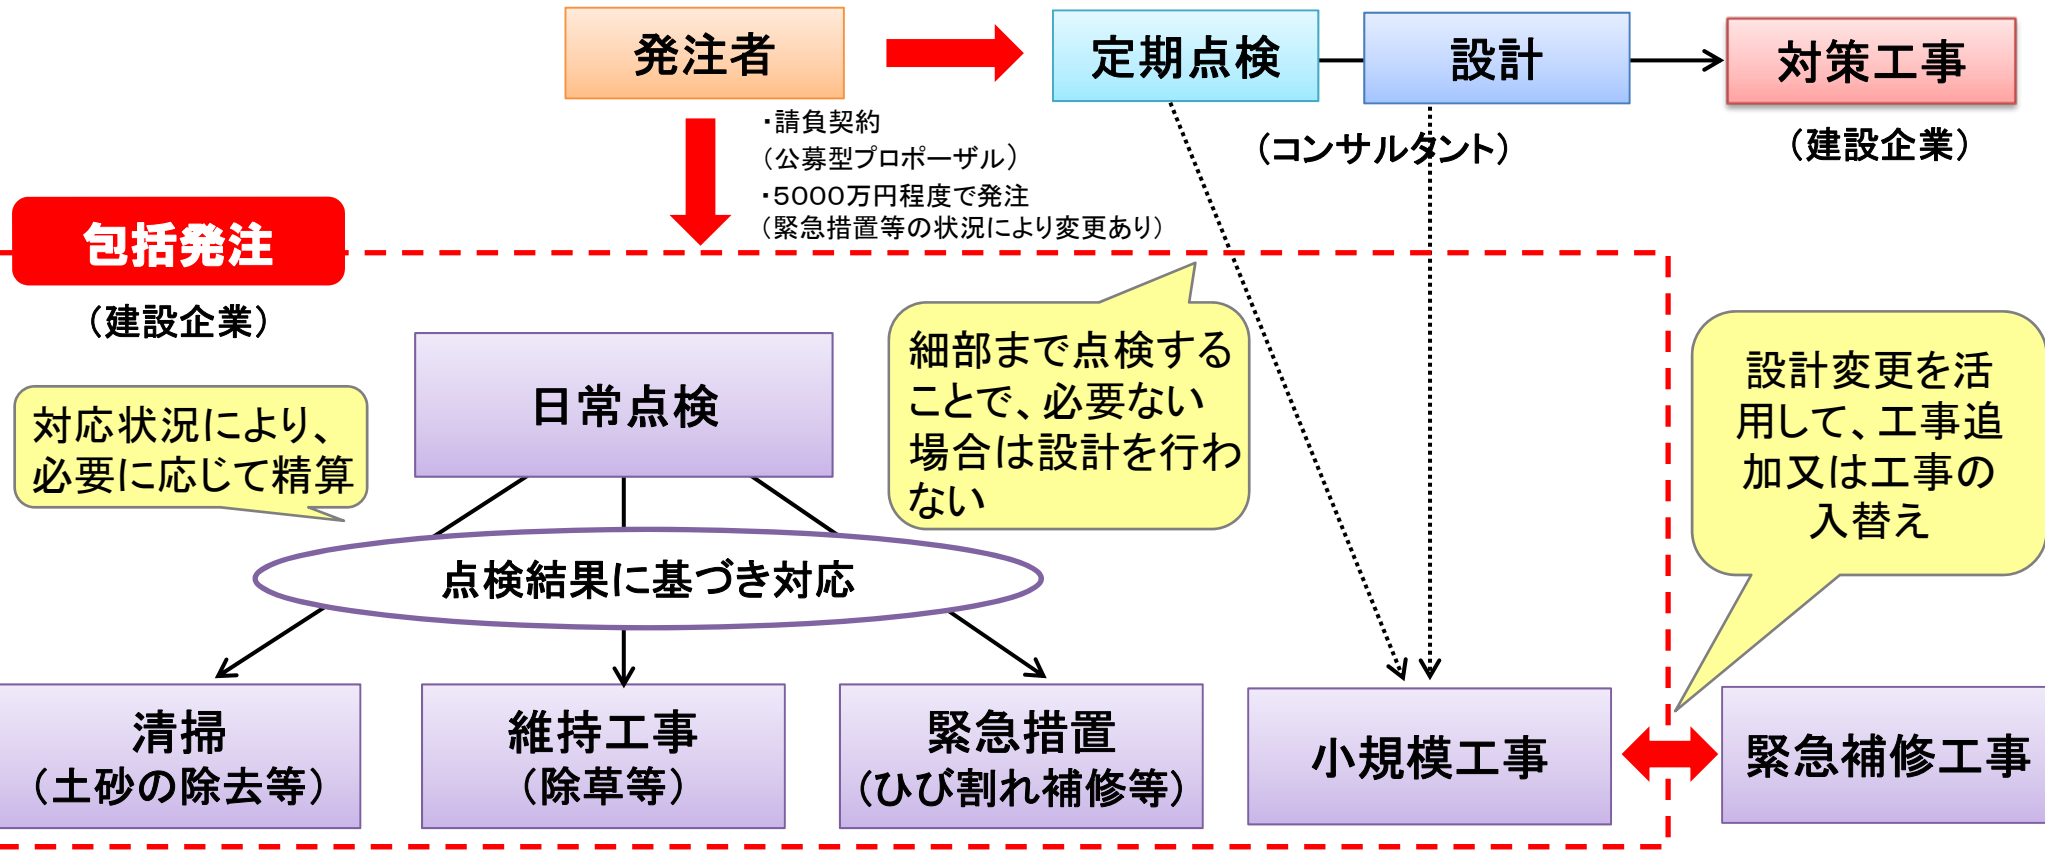 発注者
定期点検
設計
対策工事
・請負契約
（公募型プロポーザル）
・5000万円程度で発注
（緊急措置等の状況により変更あり）
（コンサルタント）
（建設企業）
包括発注
（建設企業）
日常点検
対応状況により、
必要に応じて精算
細部まで点検する
ことで、必要ない
場合は設計を行わ
ない
設計変更を活
用して、工事追
加又は工事の
入替え
点検結果に基づき対応
清掃
（土砂の除去等）
維持工事
（除草等）
緊急措置
（ひび割れ補修等）
小規模工事
緊急補修工事